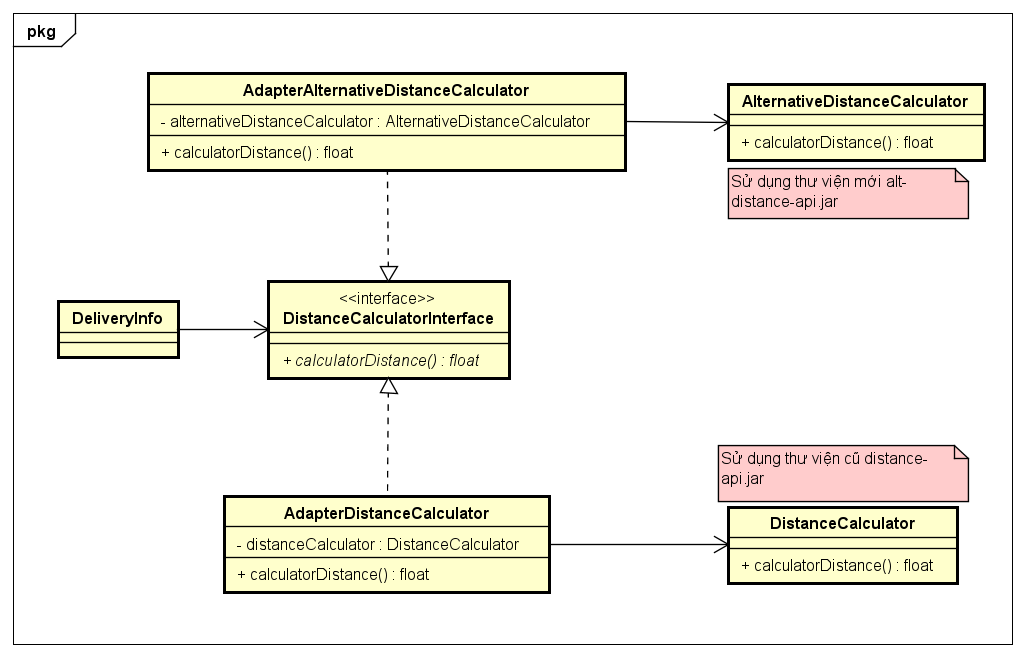 pkg
AdapterAlternativeDistanceCalculator
- alternativeDistanceCalculator : AlternativeDistanceCalculator
+ calculatorDistance() : float
AlternativeDistanceCalculator
+ calculatorDistance() : float
Sử dụng thư viện mới alt-
distance-api.jar
DeliveryInfo
<<interface>>
DistanceCalculatorInterface
+ calculatorDistance() : float
Sử dụng thư viện cũ distance-
api.jar
AdapterDistanceCalculator
- distanceCalculator : DistanceCalculator
+ calculatorDistance() : float
DistanceCalculator
+ calculatorDistance() : float